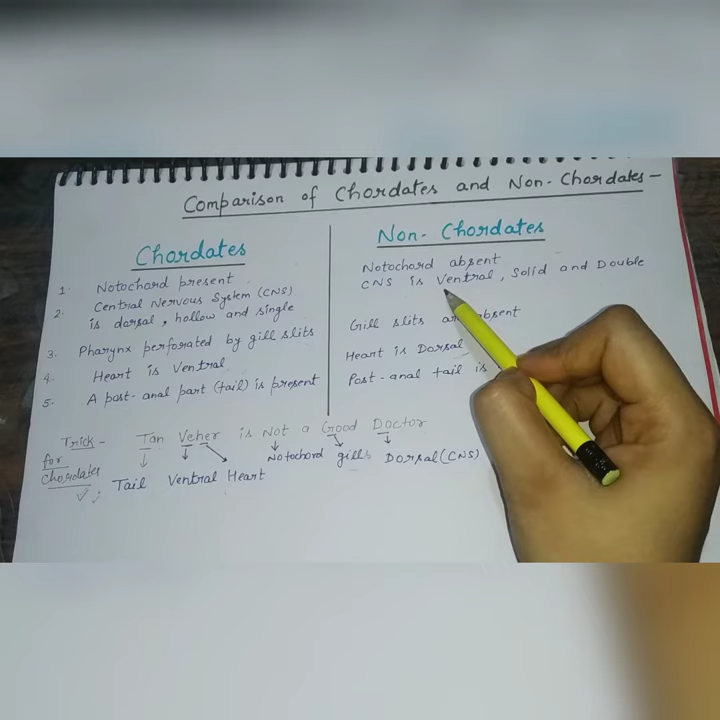 Comparison of Chordates and Non-Chordates-
Chordates
1. Notochord present
2. Central Nervous System (CNS)
is dorsal, hollow and single
3. Pharynx perforated by gill slits
4. Heart is Ventral
5. A post-anal part (tail) is present
Non-Chordates
Notochord absent
CNS is Ventral, Solid and Double
Gill slits absent
Heart is Dorsal
Post-anal tail is
Trick - Tan Veher is Not a Good Doctor
for
Chordates
Tail Ventral Heart Notochord gills Dorsal (CNS)